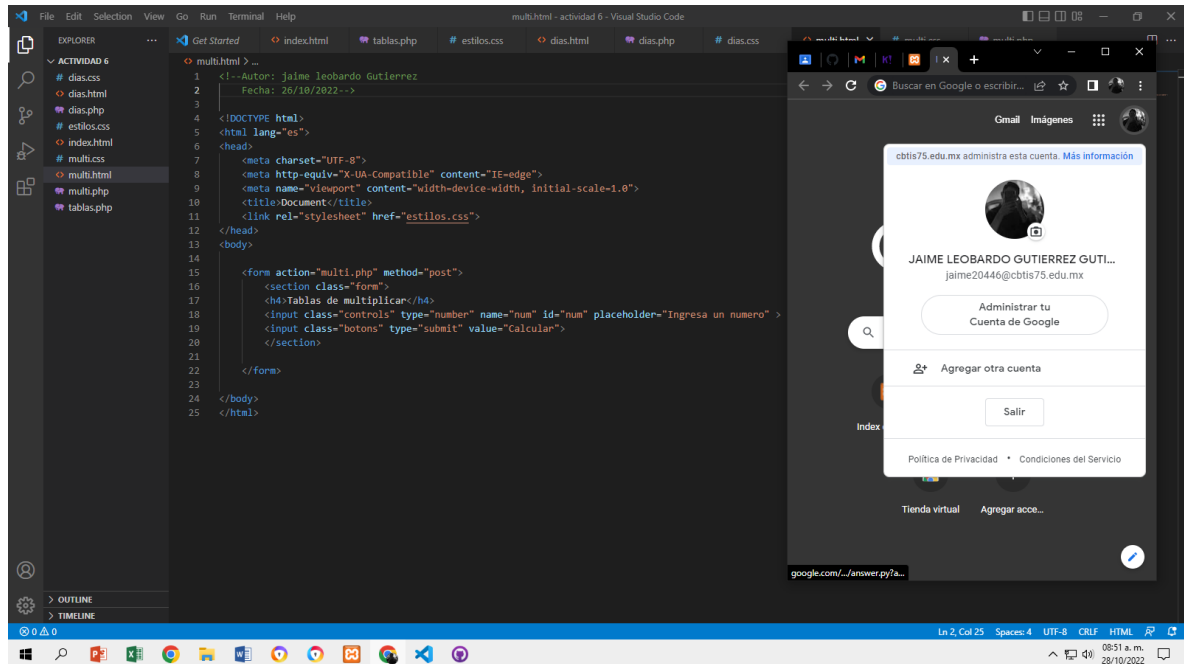 File Edit Selection View Go Run Terminal Help
multi.html - actividad 6 - Visual Studio Code
EXPLORER
Get Started
index.html
tablas.php
# estilos.css
dias.html
dias.php
# dias.css
ACTIVIDAD 6
# dias.css
dias.html
dias.php
# estilos.css
index.html
# multi.css
multi.html
multi.php
tablas.php
multi.html > ...
1 <!--Autor: jaime leobardo Gutierrez
2 Fecha: 26/10/2022-->
3
4 <!DOCTYPE html>
5 <html lang="es">
6 <head>
7 <meta charset="UTF-8">
8 <meta http-equiv="X-UA-Compatible" content="IE=edge">
9 <meta name="viewport" content="width=device-width, initial-scale=1.0">
10 <title>Document</title>
11 <link rel="stylesheet" href="estilos.css">
12 </head>
13 <body>
14
15 <form action="multi.php" method="post">
16 <section class="form">
17 <h4>Tablas de multiplicar</h4>
18 <input class="controls" type="number" name="num" id="num" placeholder="Ingresa un numero" >
19 <input class="botons" type="submit" value="Calcular">
20 </section>
21
22 </form>
23
24 </body>
25 </html>
Buscar en Google o escribir...
Gmail Imágenes
cbtis75.edu.mx administra esta cuenta. Más información
JAIME LEOBARDO GUTIERREZ GUTI...
jaime20446@cbtis75.edu.mx
Administrar tu
Cuenta de Google
Agregar otra cuenta
Salir
Política de Privacidad • Condiciones del Servicio
Index
Tienda virtual
Agregar acce...
google.com/.../answer.py?a...
OUTLINE
TIMELINE
0 0
Ln 2, Col 25 Spaces: 4 UTF-8 CRLF HTML
08:51 a. m.
28/10/2022